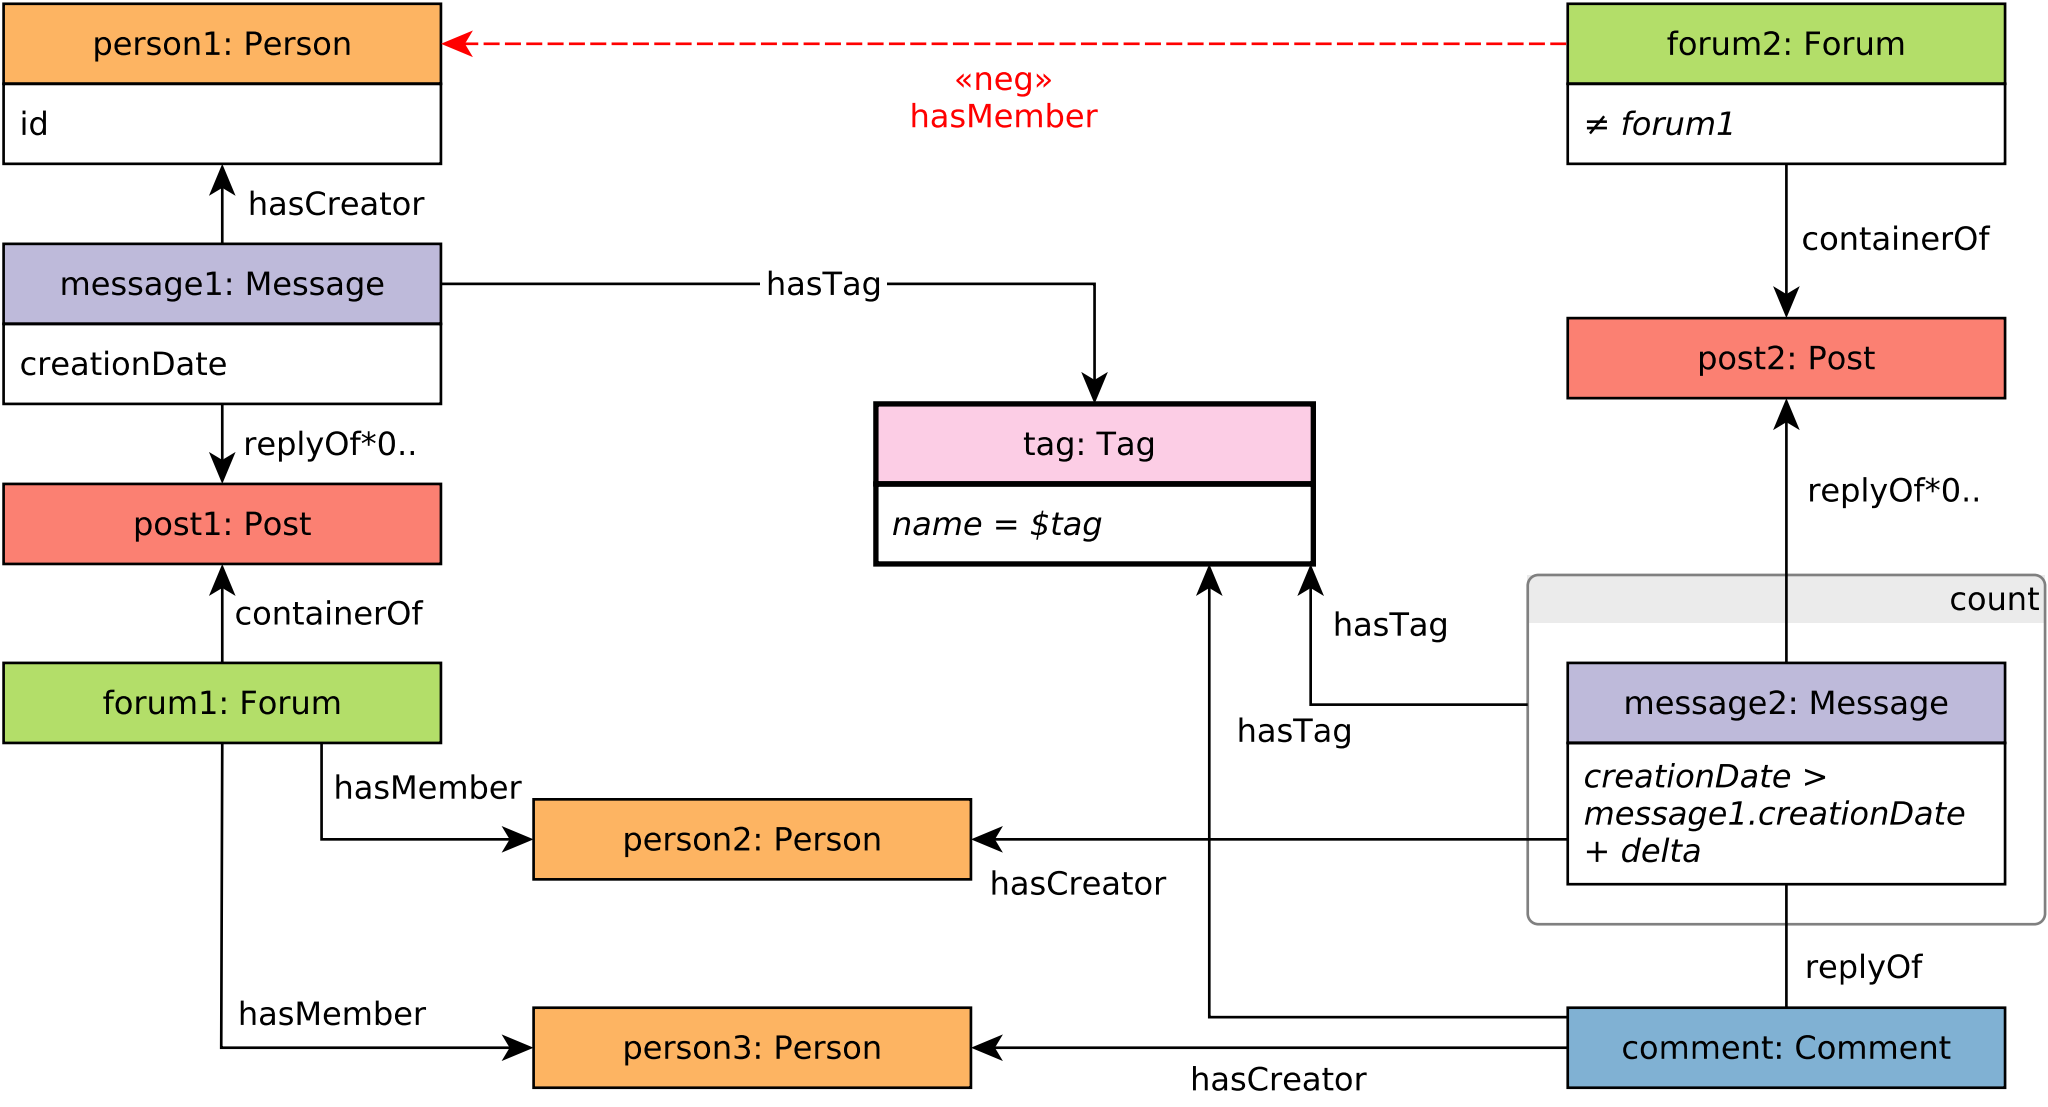 person1: Person
id
«neg»
hasMember
forum2: Forum
≠ forum1
hasCreator
containerOf
message1: Message
creationDate
hasTag
post2: Post
replyOf*0..
tag: Tag
name = $tag
replyOf*0..
post1: Post
containerOf
hasTag
count
forum1: Forum
hasTag
message2: Message
creationDate >
message1.creationDate
+ delta
hasMember
person2: Person
hasCreator
replyOf
hasMember
person3: Person
hasCreator
comment: Comment